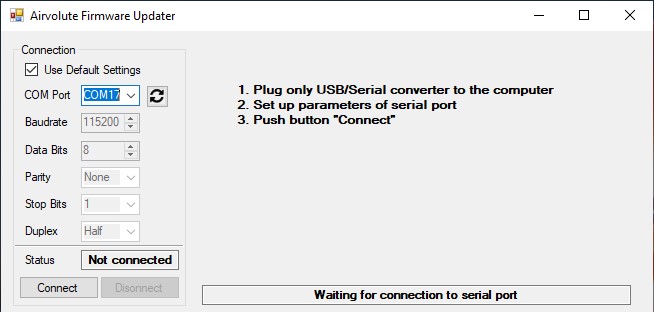 Airvolute Firmware Updater
Connection
Use Default Settings
COM Port COM17
Baudrate 115200
Data Bits 8
Parity None
Stop Bits 1
Duplex Half
Status Not connected
Connect Disonnect
1. Plug only USB/Serial converter to the computer
2. Set up parameters of serial port
3. Push button "Connect"
Waiting for connection to serial port